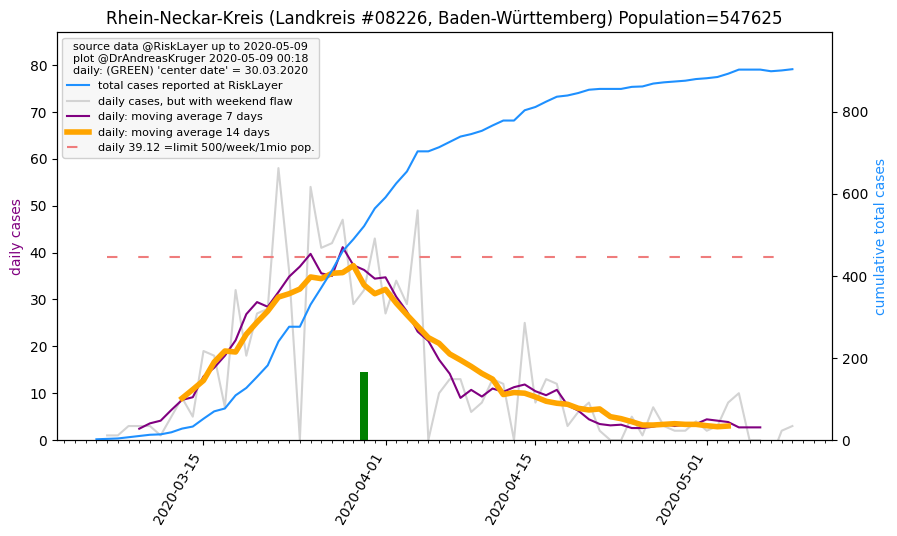 Rhein-Neckar-Kreis (Landkreis #08226, Baden-Württemberg) Population=547625
source data @RiskLayer up to 2020-05-09
plot @DrAndreasKruger 2020-05-09 00:18
daily: (GREEN) 'center date' = 30.03.2020
total cases reported at RiskLayer
daily cases, but with weekend flaw
daily: moving average 7 days
daily: moving average 14 days
daily 39.12 =limit 500/week/1mio pop.
daily cases
80
70
60
50
40
30
20
10
0
cumulative total cases
800
600
400
200
0
2020-03-15
2020-04-01
2020-04-15
2020-05-01